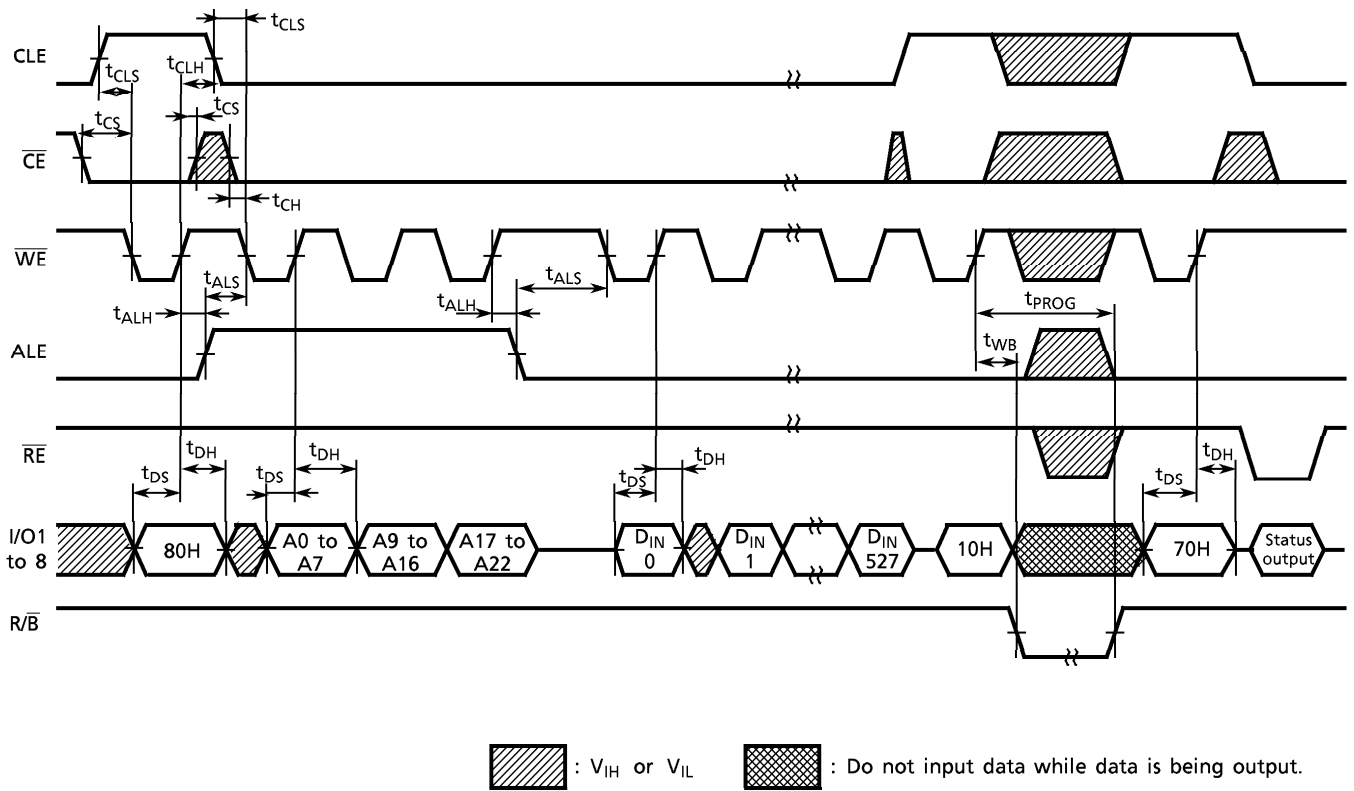 tCLS
CLE
tCLS
tCLH
tCS
tCS
C̅E̅
tCH
W̅E̅
tALS
tALH
tALH
tALS
tPROG
tWB
ALE
R̅E̅
tDS
tDH
tDS
tDH
tDS
tDH
tDS
tDH
I/O1
to 8
80H
A0 to
A7
A9 to
A16
A17 to
A22
DIN
0
DIN
1
DIN
527
10H
70H
Status
output
R/B̅
: VIH or VIL
: Do not input data while data is being output.